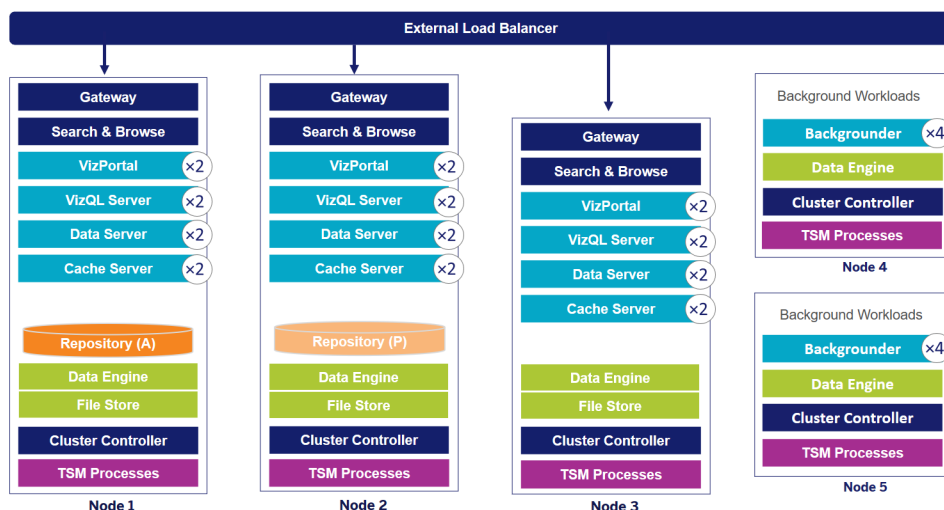 External Load Balancer
Gateway
Search & Browse
VizPortal
×2
VizQL Server
×2
Data Server
×2
Cache Server
×2
Repository (A)
Data Engine
File Store
Cluster Controller
TSM Processes
Node 1
Gateway
Search & Browse
VizPortal
×2
VizQL Server
×2
Data Server
×2
Cache Server
×2
Repository (P)
Data Engine
File Store
Cluster Controller
TSM Processes
Node 2
Gateway
Search & Browse
VizPortal
×2
VizQL Server
×2
Data Server
×2
Cache Server
×2
Data Engine
File Store
Cluster Controller
TSM Processes
Node 3
Background Workloads
Backgrounder
×4
Data Engine
Cluster Controller
TSM Processes
Node 4
Background Workloads
Backgrounder
×4
Data Engine
Cluster Controller
TSM Processes
Node 5